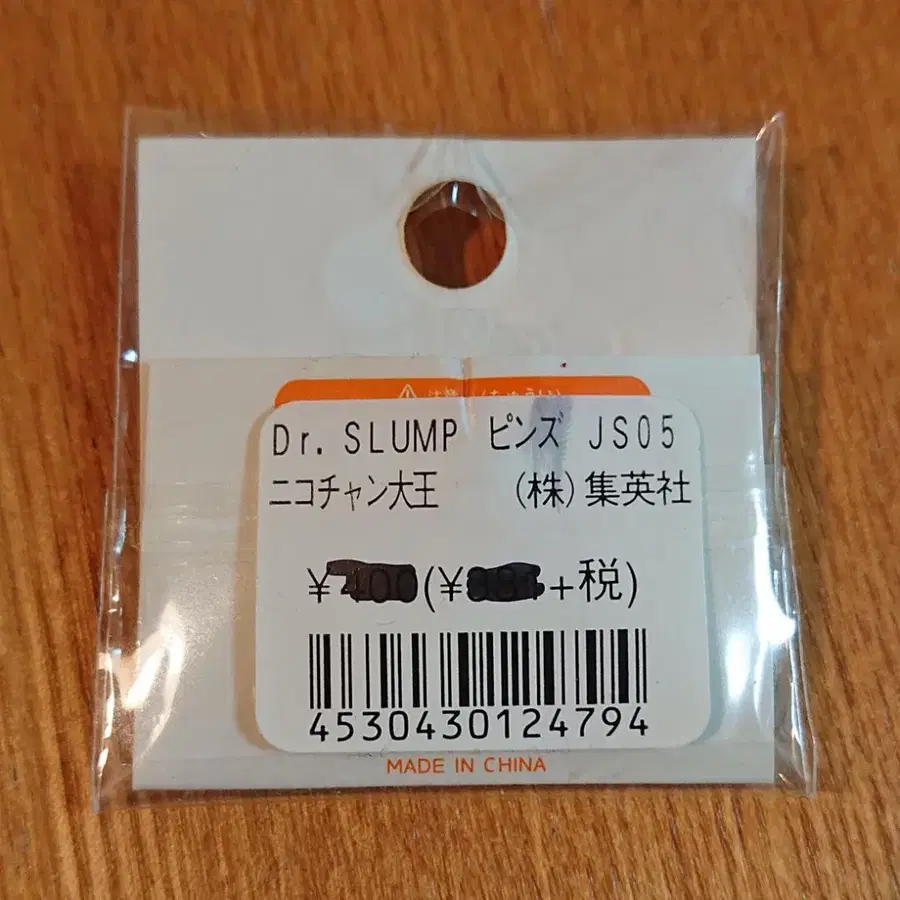 Dr. SLUMP ピンズ JS05
ニコチャン大王 (株)集英社
¥ (¥ +税)
4530430124794
MADE IN CHINA